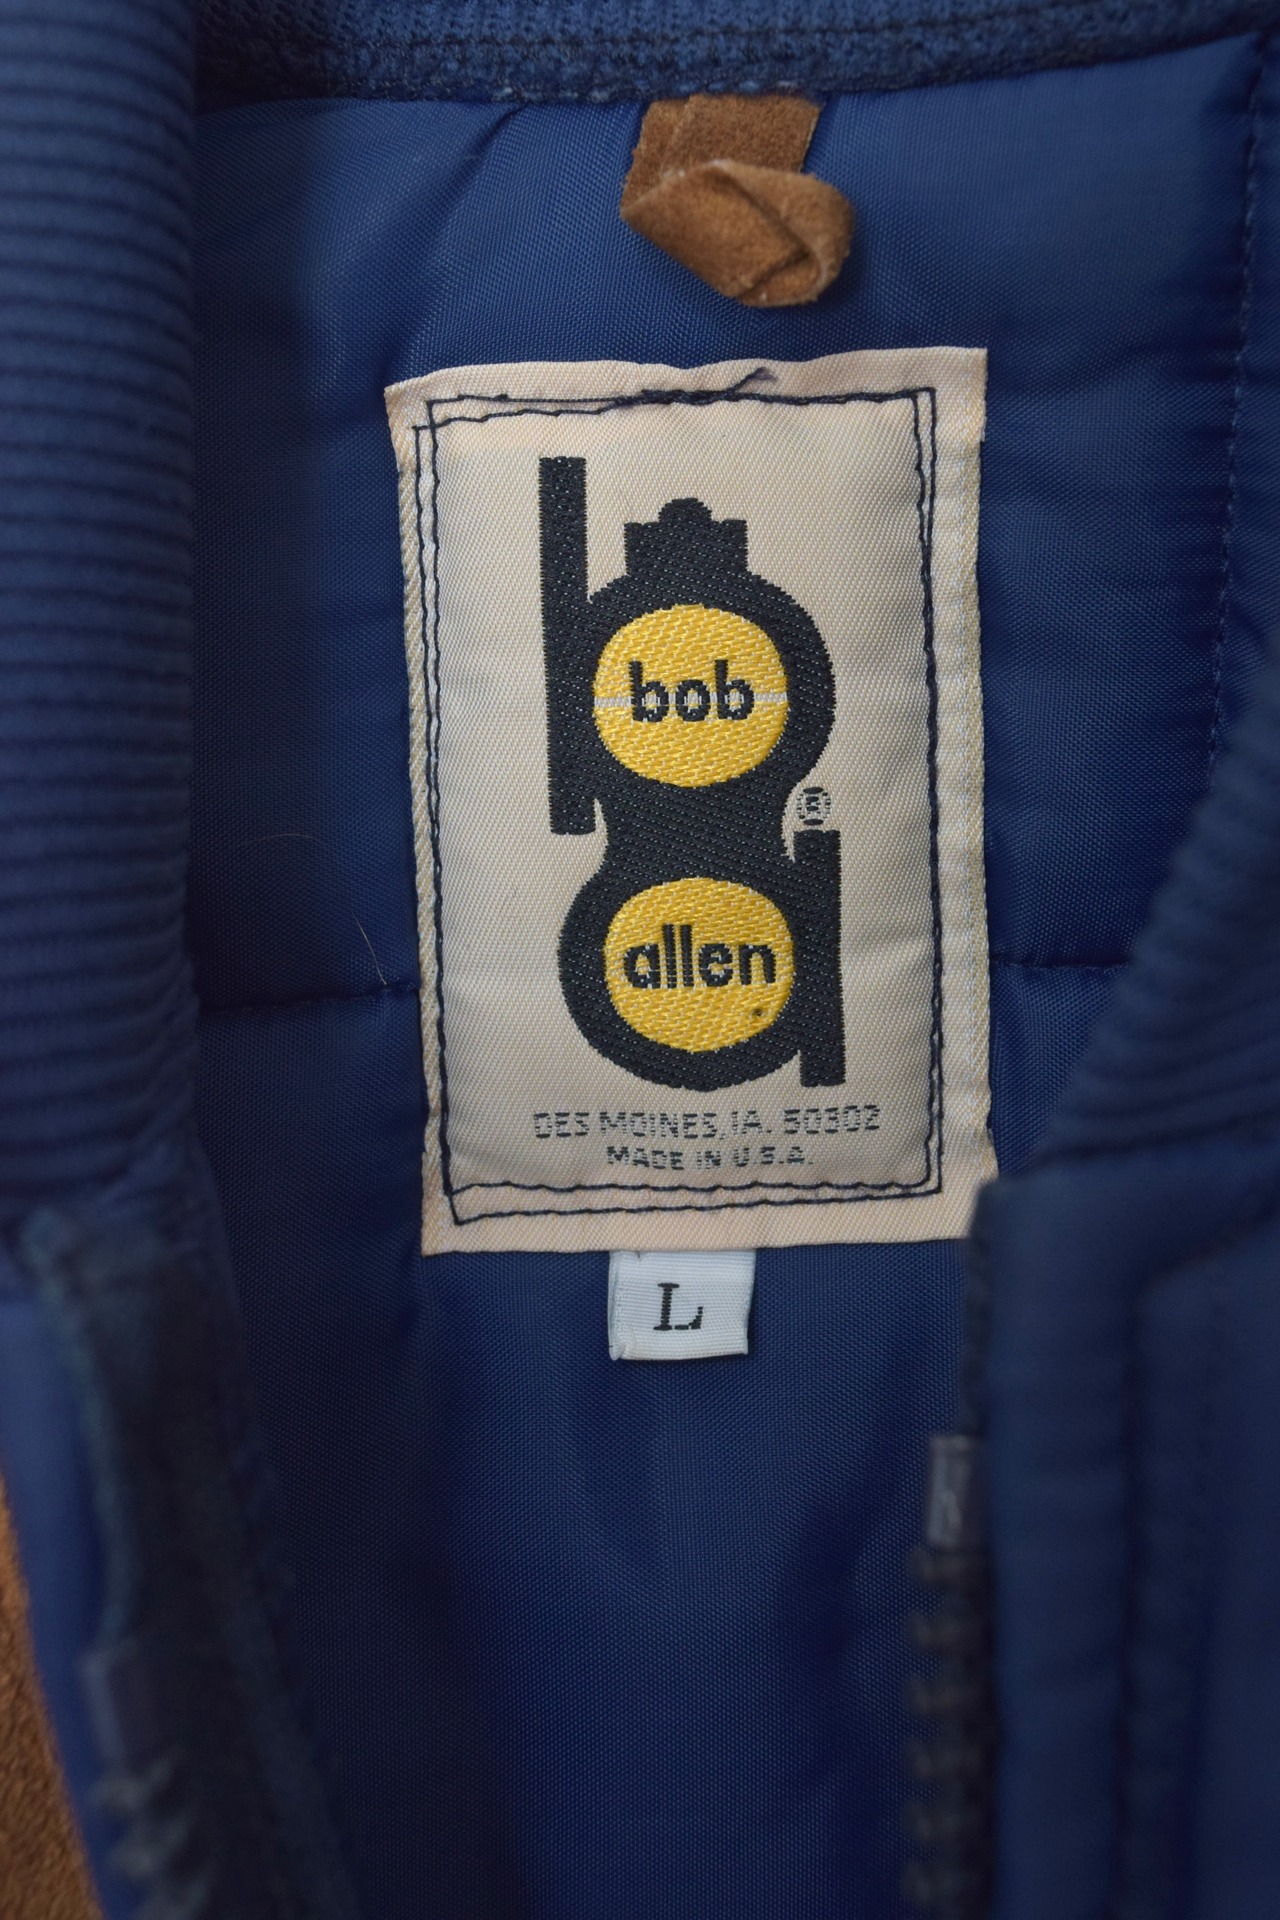 bob
®
allen
DES MOINES, IA. 50302
MADE IN U.S.A.
L